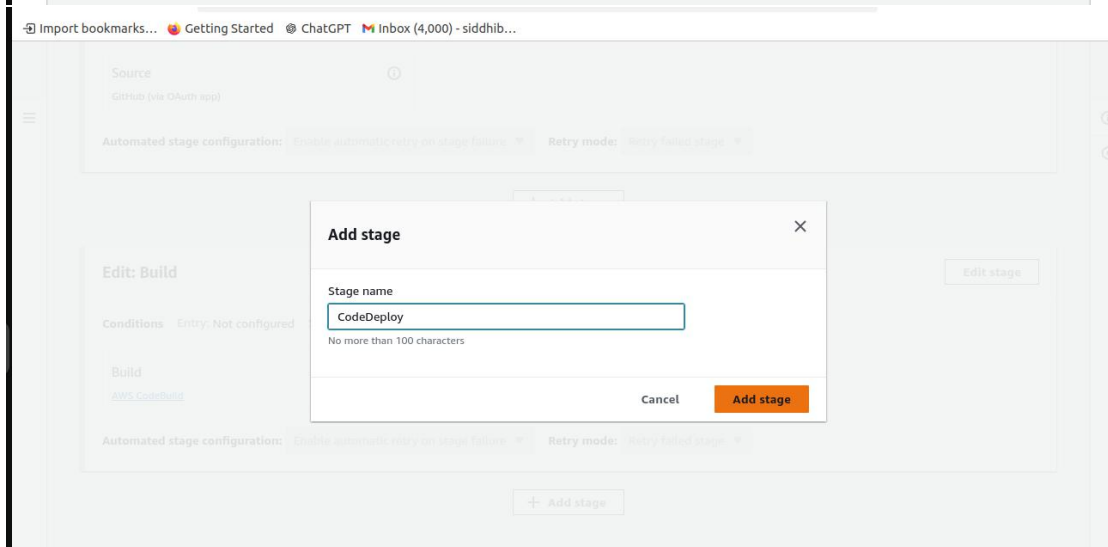 Import bookmarks... Getting Started ChatGPT Inbox (4,000) - siddhib...
Source
GitHub (via OAuth app)
Automated stage configuration: Enable automatic retry on stage failure Retry mode: Retry failed stage
Add stage
Edit: Build
Edit stage
Stage name
CodeDeploy
Conditions Entry: Not configured
No more than 100 characters
Build
AWS CodeBuild
Cancel Add stage
Automated stage configuration: Enable automatic retry on stage failure Retry mode: Retry failed stage
+ Add stage